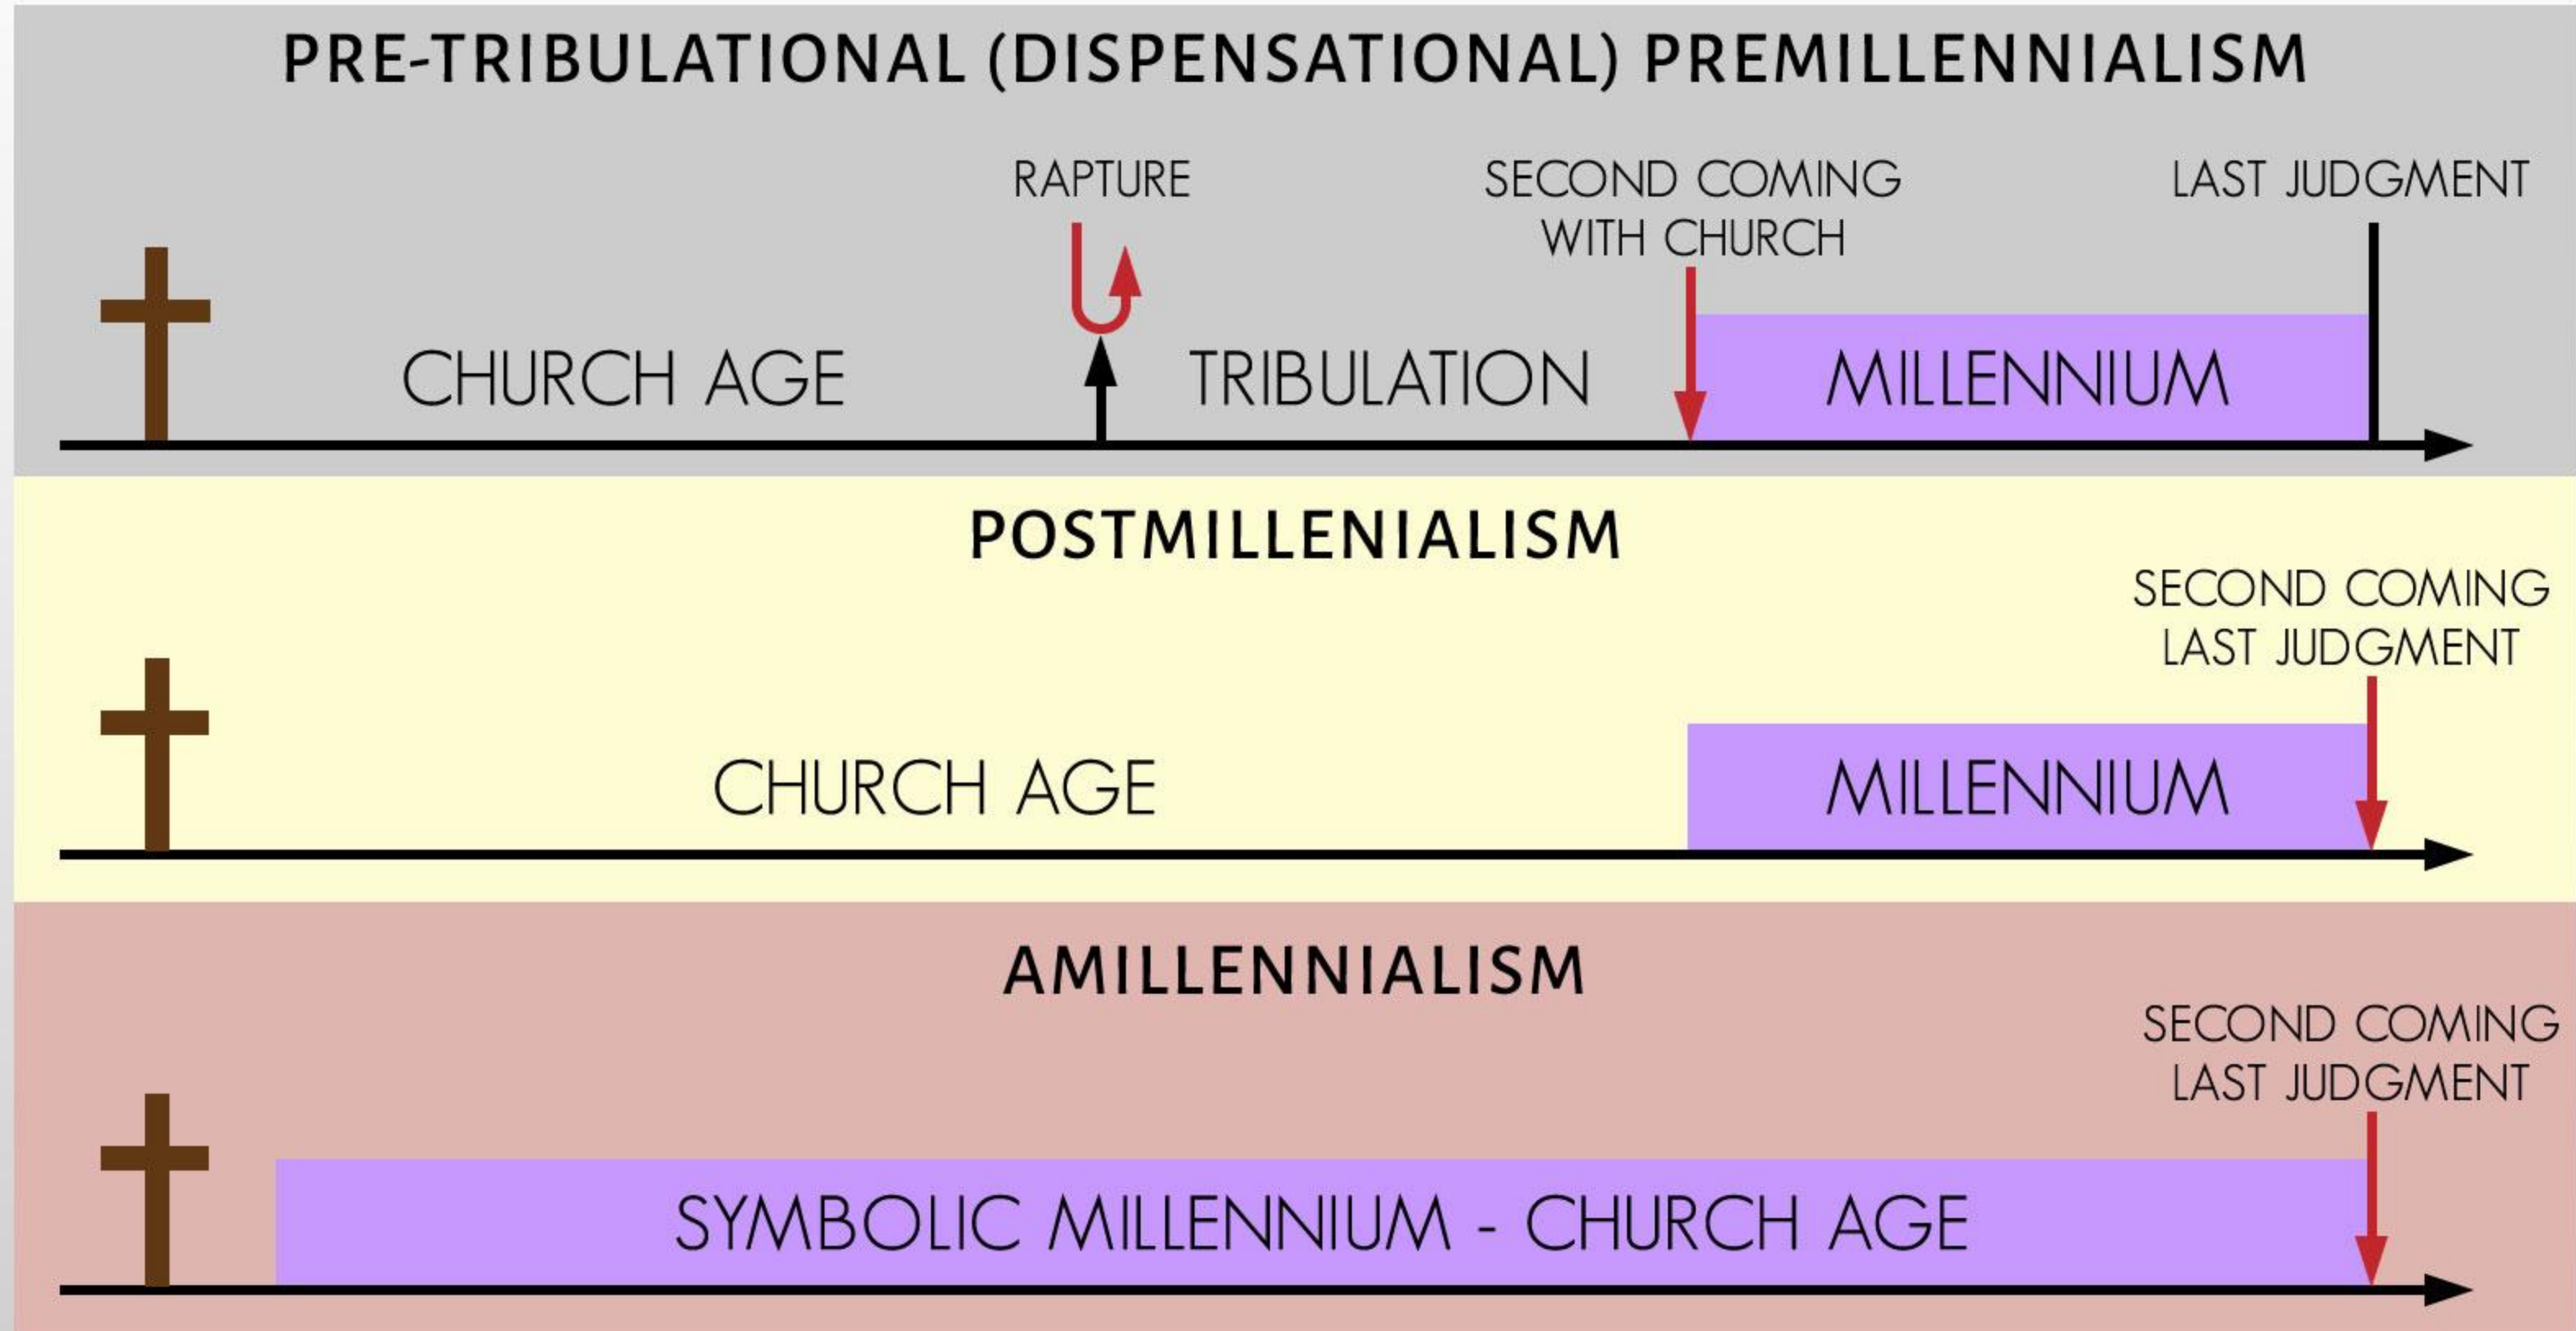 PRE-TRIBULATIONAL (DISPENSATIONAL) PREMILLENNIALISM
RAPTURE
SECOND COMING
WITH CHURCH
LAST JUDGMENT
CHURCH AGE
TRIBULATION
MILLENNIUM
POSTMILLENIALISM
SECOND COMING
LAST JUDGMENT
CHURCH AGE
MILLENNIUM
AMILLENNIALISM
SECOND COMING
LAST JUDGMENT
SYMBOLIC MILLENNIUM - CHURCH AGE